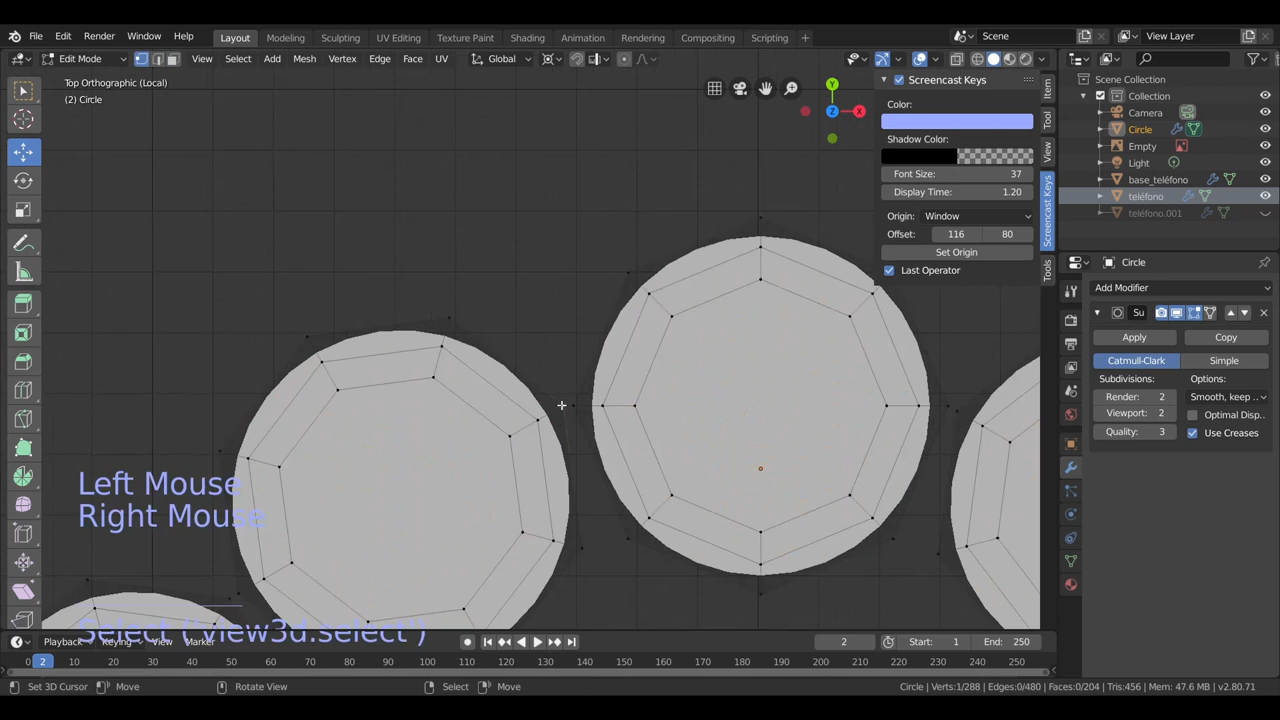 File Edit Render Window Help Layout Modeling Sculpting UV Editing Texture Paint Shading Animation Rendering Compositing Scripting + Scene View Layer
Edit Mode View Select Add Mesh Vertex Edge Face UV Global
Top Orthographic (Local)
(2) Circle
Y
X
Z
Screencast Keys
Color:
Shadow Color:
Font Size: 37
Display Time: 1.20
Origin: Window
Offset: 116 80
Set Origin
Last Operator
Item
Tool
View
Screencast Keys
Tools
Scene Collection
Collection
Camera
Circle
Empty
Light
base_teléfono
teléfono
teléfono.001
Circle
Add Modifier
Su
Apply Copy
Catmull-Clark Simple
Subdivisions: Options:
Render: 2 Smooth, keep ..
Viewport: 2 Optimal Disp..
Quality: 3 Use Creases
Left Mouse
Right Mouse
Select ('view3d.select')
Playback Keying View Marker 2 Start: 1 End: 250
0 2 10 20 30 40 50 60 70 80 90 100 110 120 130 140 150 160 170 180 190 200 210 220 230 240 250
Set 3D Cursor Move Rotate View Select Move Circle | Verts:1/288 | Edges:0/480 | Faces:0/204 | Tris:456 | Mem: 47.6 MB | v2.80.71